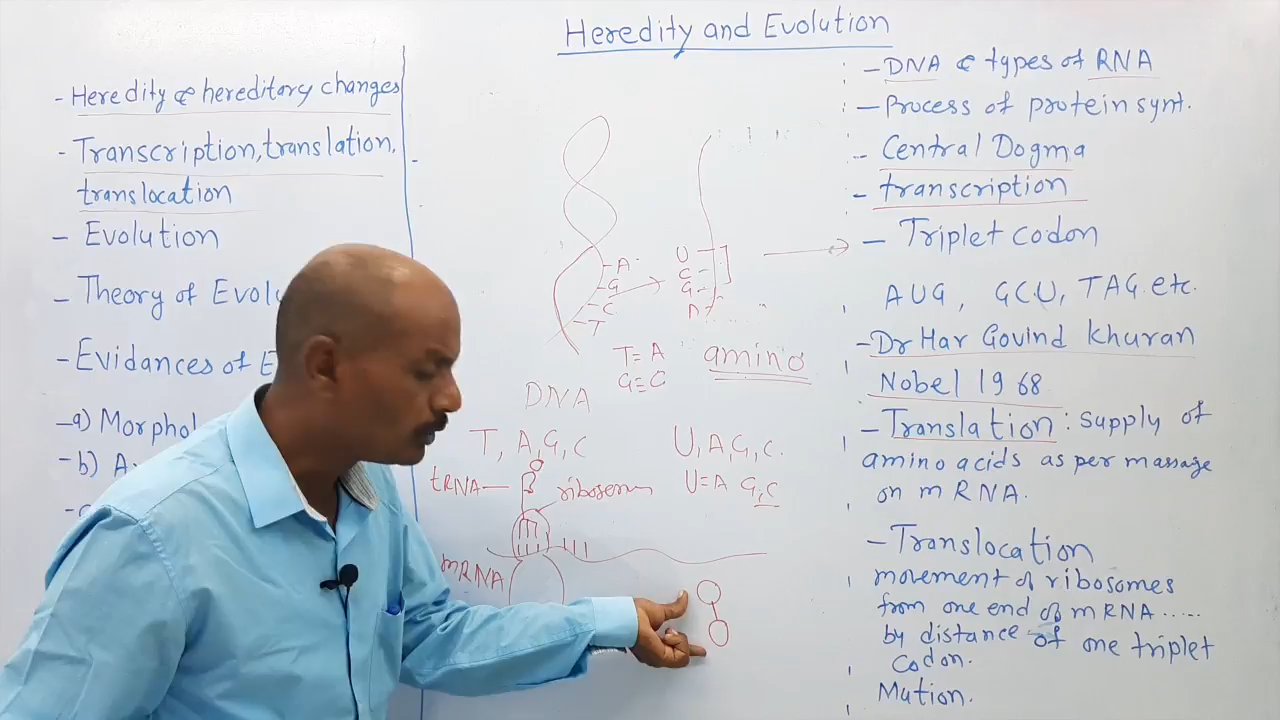 Heredity and Evolution
- Heredity & hereditory changes
- Transcription, translation,
translocation
- Evolution
- Theory of Evolu
- Evidances of E
- a) Morphol
- b) A
DNA
T, A, G, C
tRNA
mRNA
A
G
C
T
U
C
G
A
T=A
G≡C
amino
U, A, G, C.
U=A G,C
- DNA & types of RNA
- Process of protein synt.
- Central Dogma
- transcription
- Triplet codon
AUG, GCU, TAG etc.
- Dr Har Govind Khuran
Nobel 1968
- Translation: supply of
amino acids as per massage
on mRNA.
- Translocation
movement of ribosomes
from one end of mRNA.....
by distance of one triplet
Codon.
Mution.